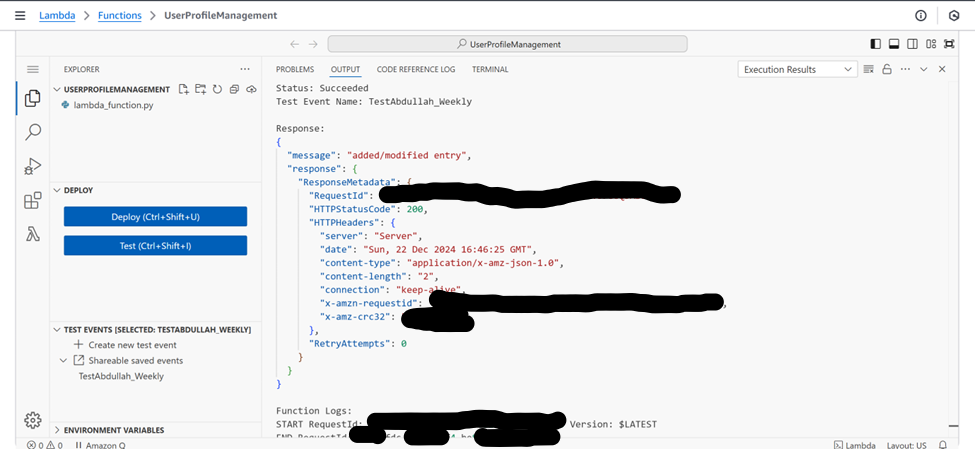 Lambda > Functions > UserProfileManagement
UserProfileManagement
EXPLORER
USERPROFILEMANAGEMENT
lambda_function.py
DEPLOY
Deploy (Ctrl+Shift+U)
Test (Ctrl+Shift+I)
TEST EVENTS [SELECTED: TESTABDULLAH_WEEKLY]
Create new test event
Shareable saved events
TestAbdullah_Weekly
ENVIRONMENT VARIABLES
PROBLEMS OUTPUT CODE REFERENCE LOG TERMINAL
Execution Results
Status: Succeeded
Test Event Name: TestAbdullah_Weekly
Response:
{
"message": "added/modified entry",
"response": {
"ResponseMetadata": {
"RequestId":
"HTTPStatusCode": 200,
"HTTPHeaders": {
"server": "Server",
"date": "Sun, 22 Dec 2024 16:46:25 GMT",
"content-type": "application/x-amz-json-1.0",
"content-length": "2",
"connection": "keep-alive",
"x-amzn-requestid":
"x-amz-crc32":
},
"RetryAttempts": 0
}
}
}
Function Logs:
START RequestId: Version: $LATEST
END RequestId
0 0 Amazon Q
Lambda Layout: US